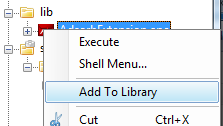 lib
Execute
Shell Menu...
Add To Library
Cut Ctrl+X